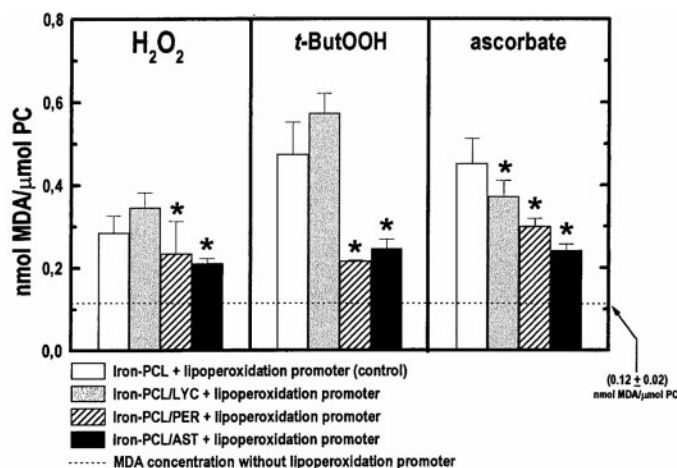 0,8
0,6
0,4
0,2
0,0
nmol MDA/μmol PC
H₂O₂
t-ButOOH
ascorbate
*
*
*
*
*
*
*
(0.12 ± 0.02)
nmol MDA/μmol PC
Iron-PCL + lipoperoxidation promoter (control)
Iron-PCL/LYC + lipoperoxidation promoter
Iron-PCL/PER + lipoperoxidation promoter
Iron-PCL/AST + lipoperoxidation promoter
MDA concentration without lipoperoxidation promoter